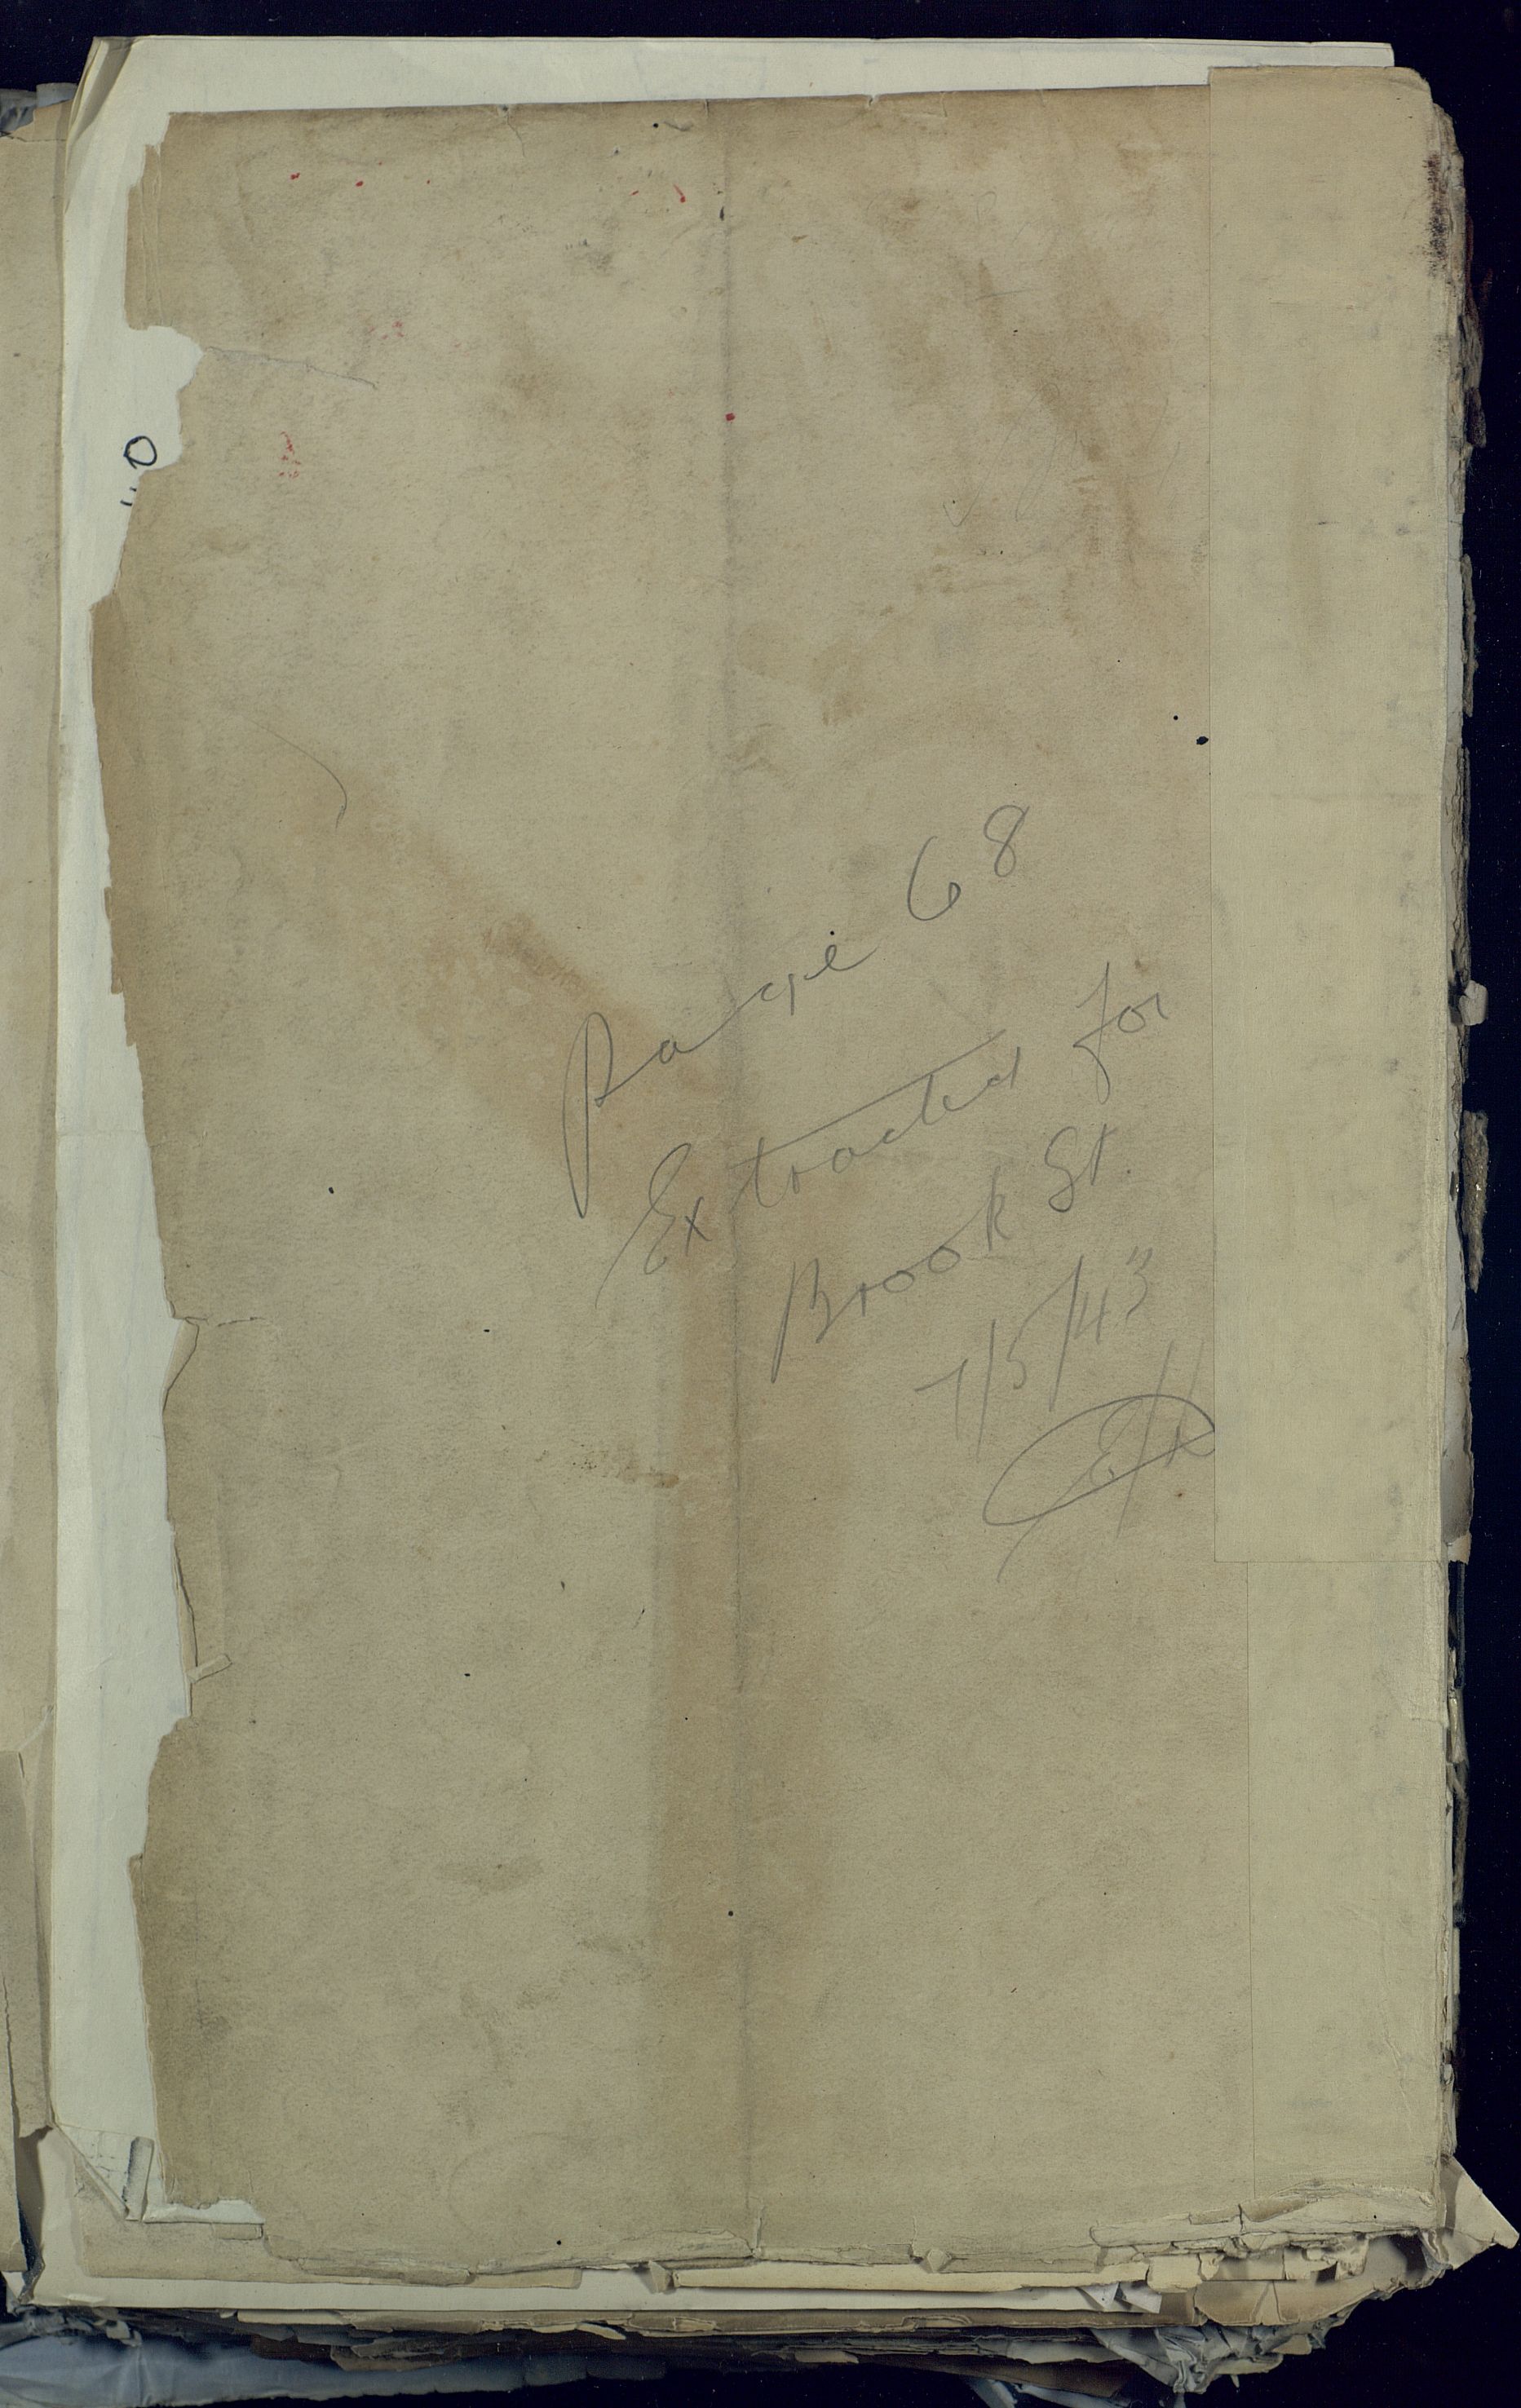 Page 68
Extracted for
Brook St.
7/5/43